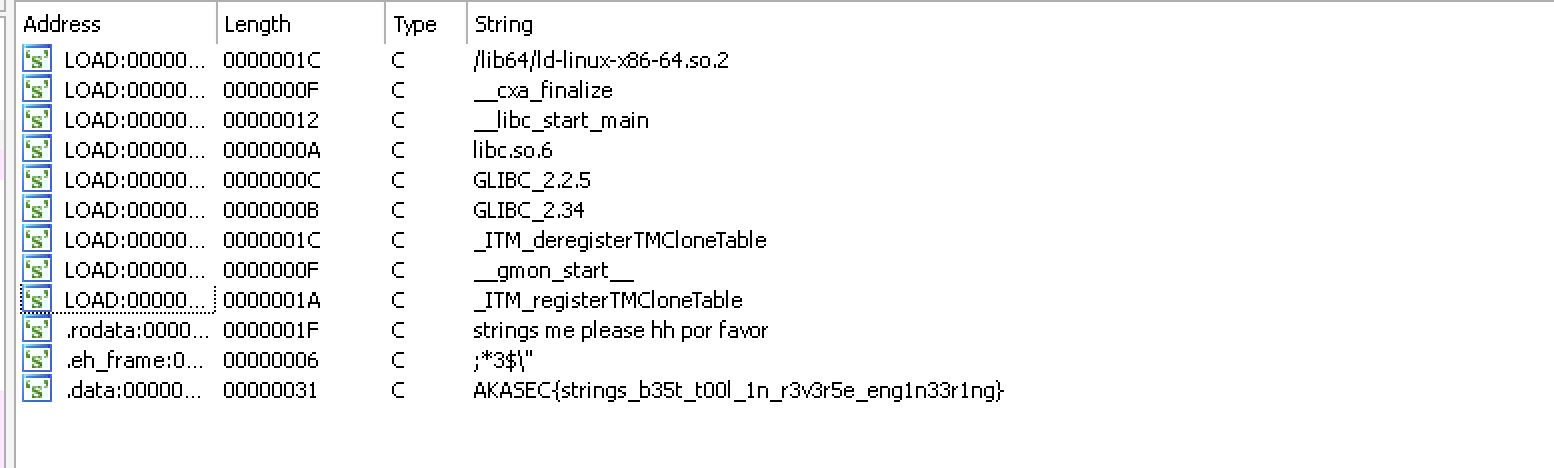 Address Length Type String
LOAD:00000... 0000001C C /lib64/ld-linux-x86-64.so.2
LOAD:00000... 0000000F C __cxa_finalize
LOAD:00000... 00000012 C __libc_start_main
LOAD:00000... 0000000A C libc.so.6
LOAD:00000... 0000000C C GLIBC_2.2.5
LOAD:00000... 0000000B C GLIBC_2.34
LOAD:00000... 0000001C C _ITM_deregisterTMCloneTable
LOAD:00000... 0000000F C __gmon_start__
LOAD:00000... 0000001A C _ITM_registerTMCloneTable
.rodata:0000... 0000001F C strings me please hh por favor
.eh_frame:0... 00000006 C ;*3$\"
.data:00000... 00000031 C AKASEC{strings_b35t_t00l_1n_r3v3r5e_eng1n33r1ng}